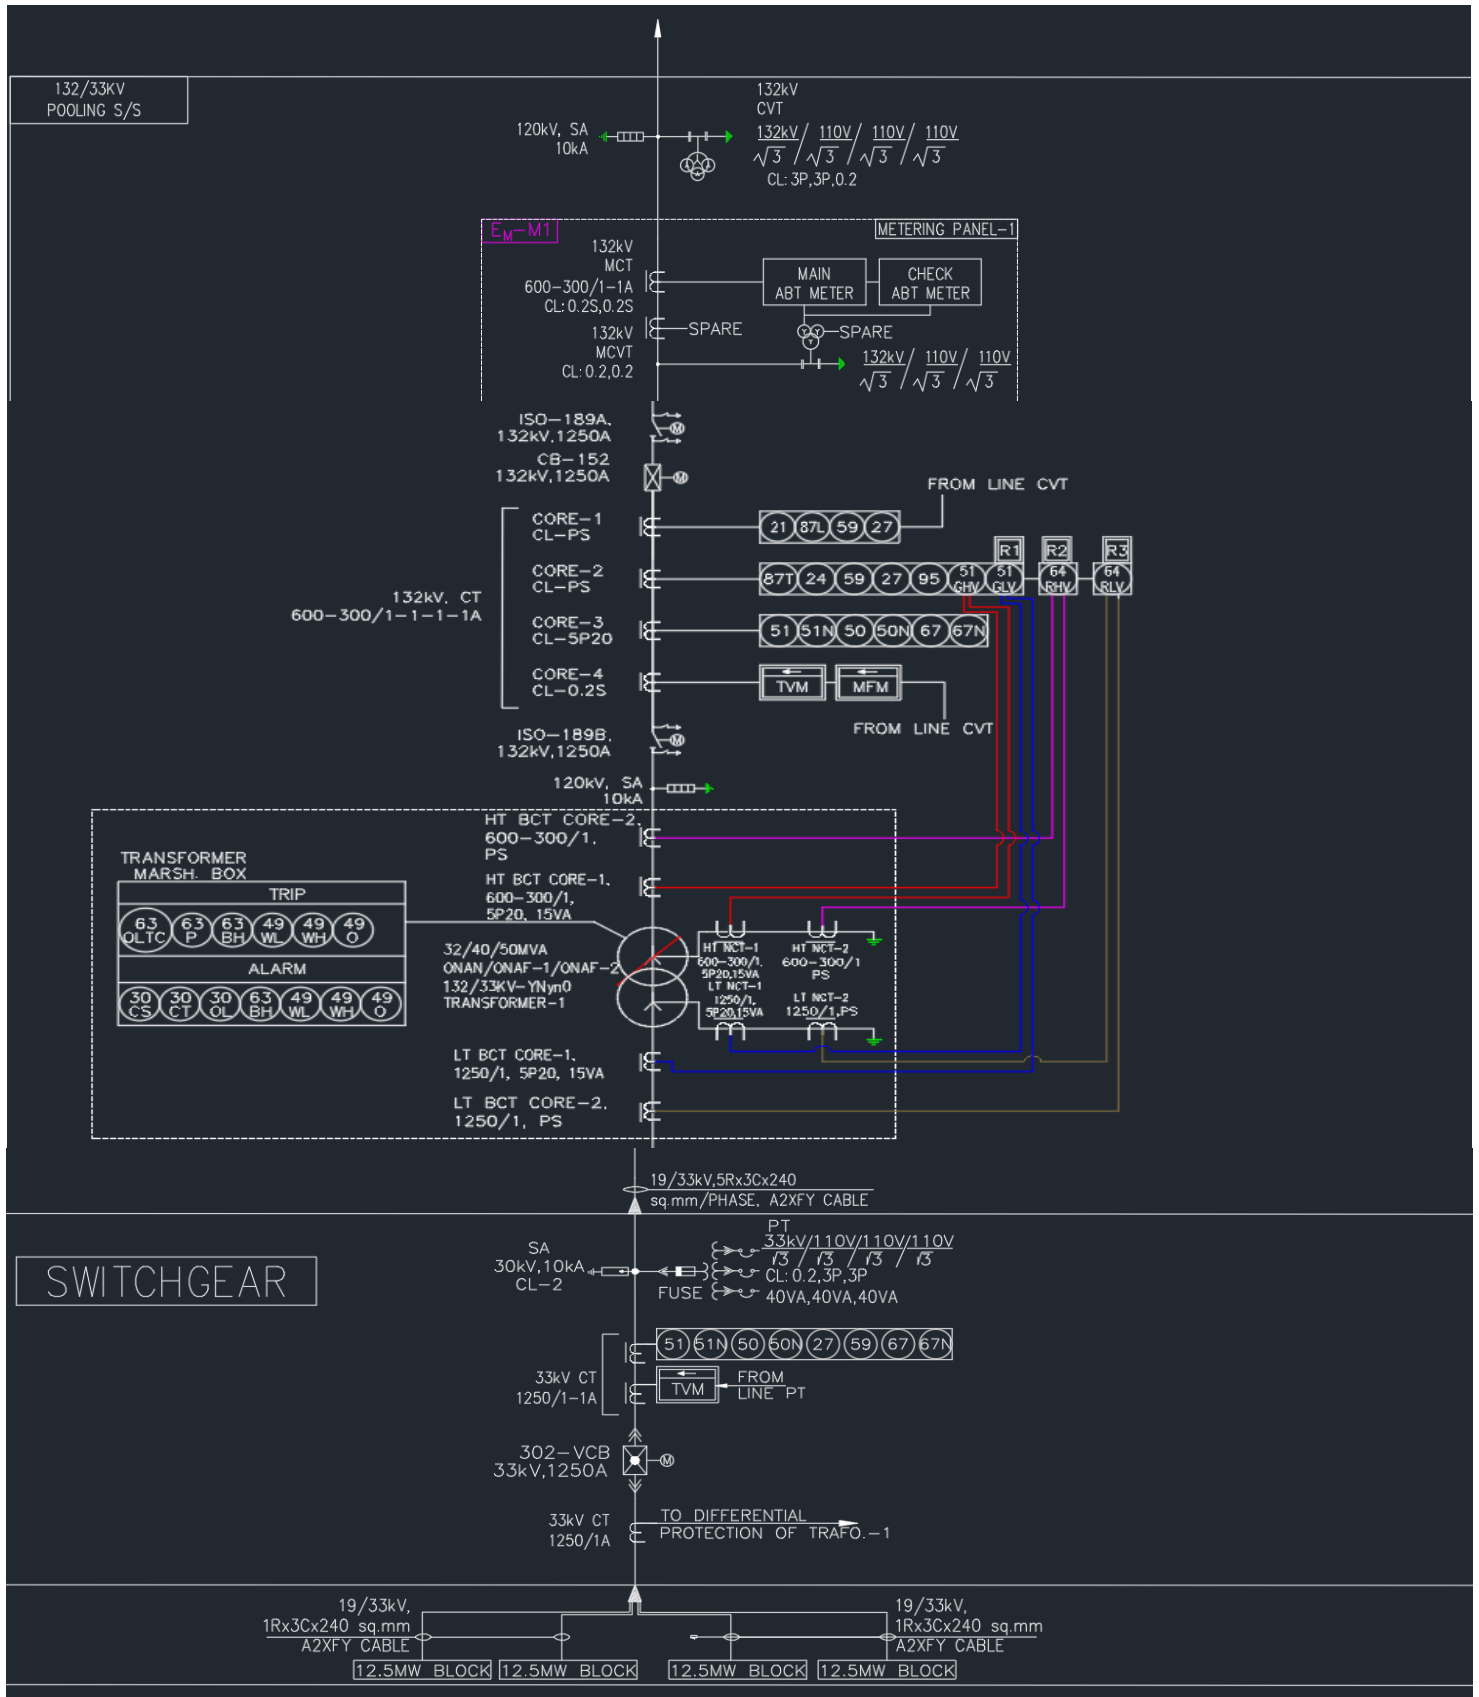 132/33KV
POOLING S/S
132kV
CVT
120kV, SA
10kA
132kV/√3 / 110V/√3 / 110V/√3 / 110V/√3
CL:3P,3P,0.2
EM-M1
METERING PANEL-1
132kV
MCT
600-300/1-1A
CL:0.2S,0.2S
MAIN
ABT METER
CHECK
ABT METER
132kV
MCVT
CL:0.2,0.2
SPARE
SPARE
132kV/√3 / 110V/√3 / 110V/√3
ISO-189A,
132kV,1250A
M
CB-152
132kV,1250A
M
FROM LINE CVT
132kV, CT
600-300/1-1-1-1A
CORE-1
CL-PS
21 87L 59 27
R1 R2 R3
CORE-2
CL-PS
87T 24 59 27 95 51 GHV 51 GLV 64 RHV 64 RLV
CORE-3
CL-5P20
51 51N 50 50N 67 67N
CORE-4
CL-0.2S
TVM MFM
FROM LINE CVT
ISO-189B,
132kV,1250A
M
120kV, SA
10kA
HT BCT CORE-2,
600-300/1,
PS
HT BCT CORE-1,
600-300/1,
5P20, 15VA
TRANSFORMER
MARSH. BOX
TRIP
63 OLTC 63 P 63 BH 49 WL 49 WH 49 O
ALARM
30 CS 30 CT 30 OL 63 BH 49 WL 49 WH 49 O
32/40/50MVA
ONAN/ONAF-1/ONAF-2
132/33KV-YNyn0
TRANSFORMER-1
HT NCT-1
600-300/1,
5P20,15VA
HT NCT-2
600-300/1
PS
LT NCT-1
1250/1,
5P20,15VA
LT NCT-2
1250/1,PS
LT BCT CORE-1,
1250/1, 5P20, 15VA
LT BCT CORE-2,
1250/1, PS
19/33kV,5Rx3Cx240
sq.mm/PHASE, A2XFY CABLE
SWITCHGEAR
SA
30kV,10kA
CL-2
FUSE
PT
33kV/√3 / 110V/√3 / 110V/√3 / 110V/√3
CL: 0.2,3P,3P
40VA,40VA,40VA
51 51N 50 50N 27 59 67 67N
33kV CT
1250/1-1A
TVM
FROM
LINE PT
302-VCB
33kV,1250A
M
33kV CT
1250/1A
TO DIFFERENTIAL
PROTECTION OF TRAFO.-1
19/33kV,
1Rx3Cx240 sq.mm
A2XFY CABLE
19/33kV,
1Rx3Cx240 sq.mm
A2XFY CABLE
12.5MW BLOCK
12.5MW BLOCK
12.5MW BLOCK
12.5MW BLOCK